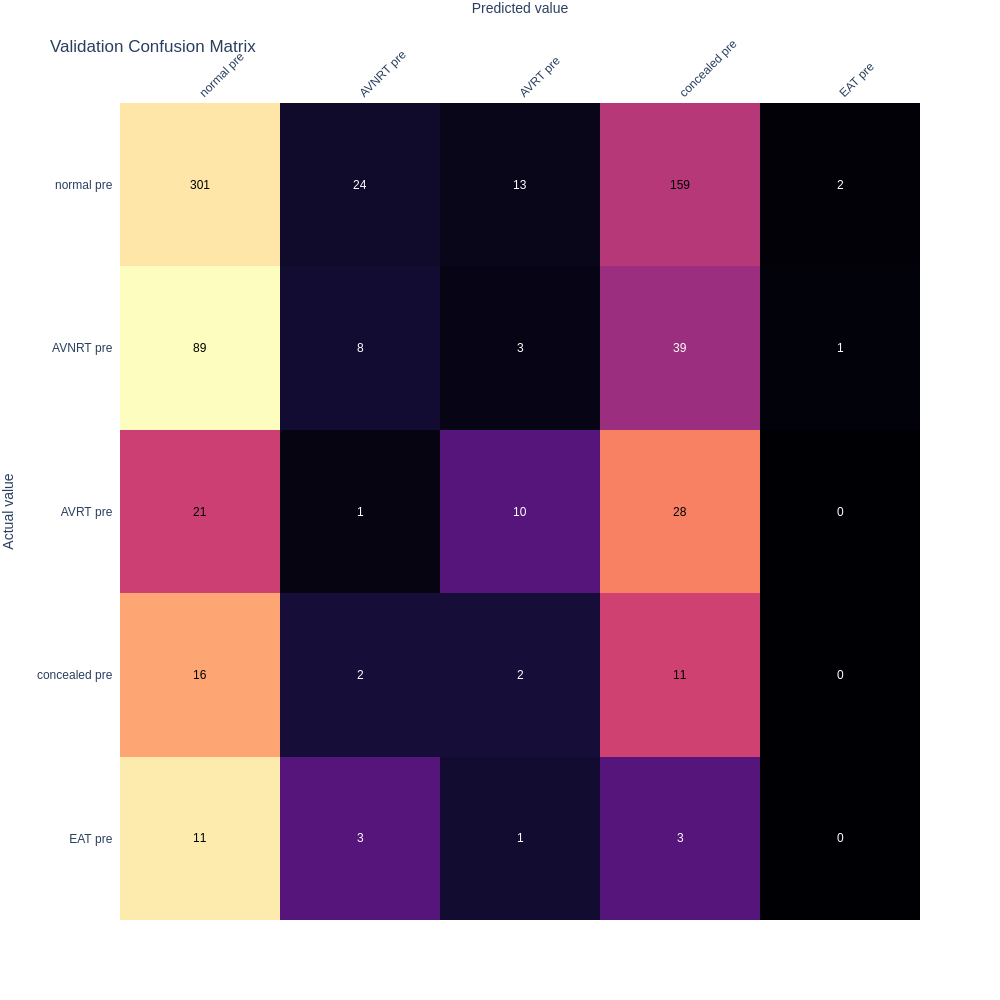 Predicted value
Validation Confusion Matrix
normal pre
AVNRT pre
AVRT pre
concealed pre
EAT pre
normal pre 301 24 13 159 2
AVNRT pre 89 8 3 39 1
Actual value
AVRT pre 21 1 10 28 0
concealed pre 16 2 2 11 0
EAT pre 11 3 1 3 0